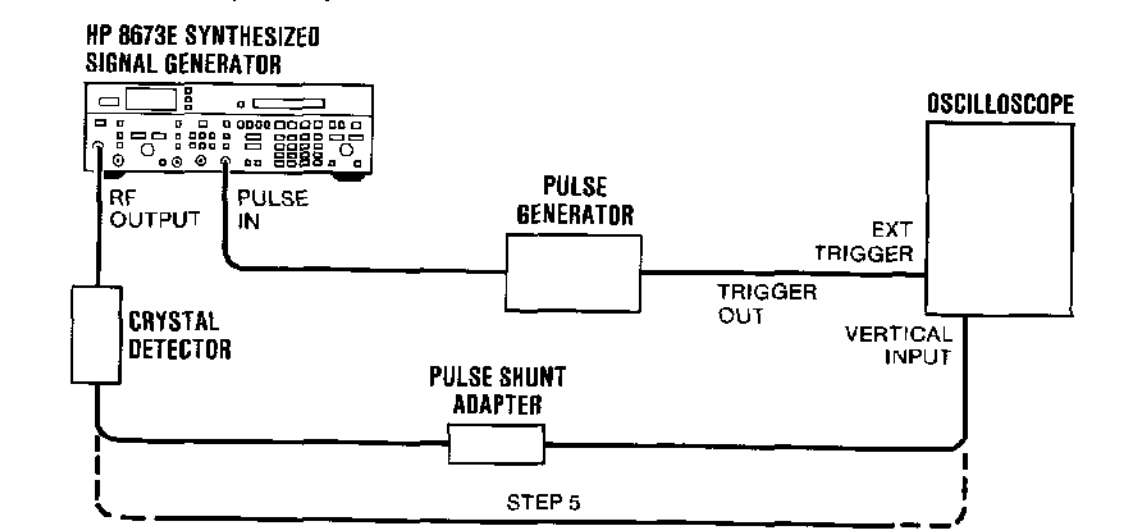 HP 8673E SYNTHESIZED
SIGNAL GENERATOR
OSCILLOSCOPE
RF
OUTPUT
PULSE
IN
PULSE
GENERATOR
EXT
TRIGGER
TRIGGER
OUT
CRYSTAL
DETECTOR
VERTICAL
INPUT
PULSE SHUNT
ADAPTER
STEP 5